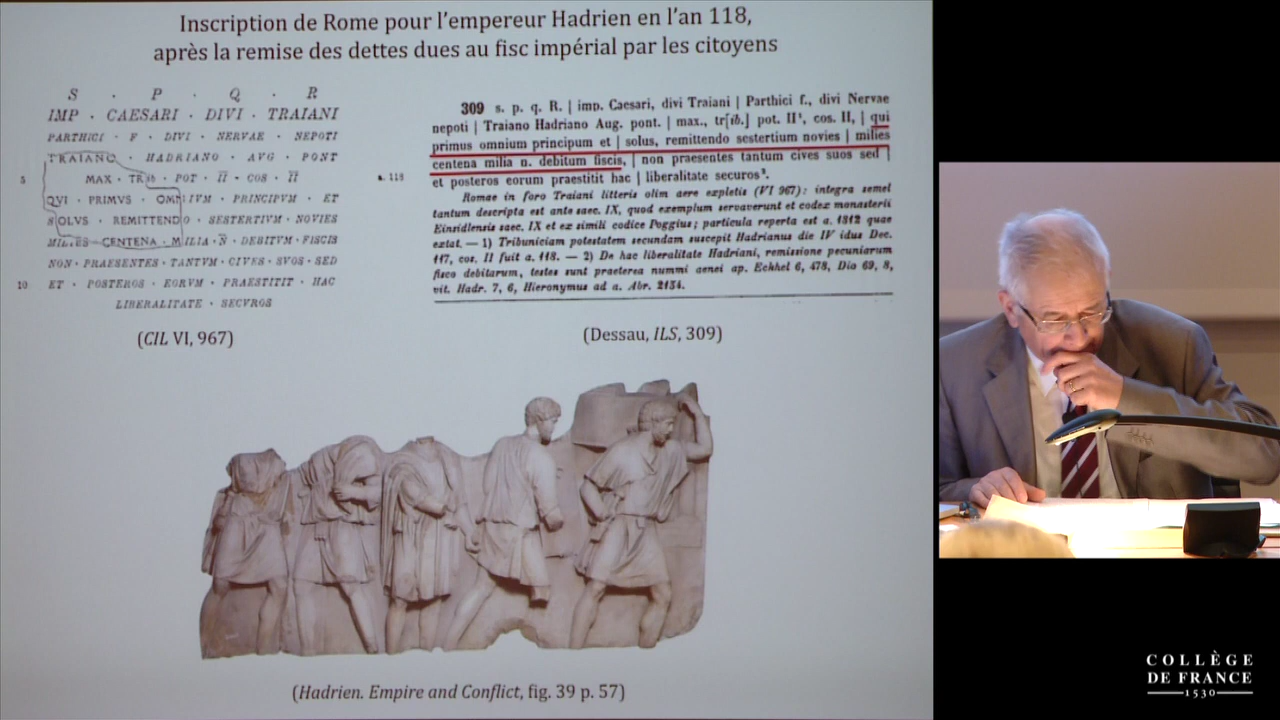 Inscription de Rome pour l'empereur Hadrien en l'an 118,
après la remise des dettes dues au fisc impérial par les citoyens
S · P · Q · R
IMP · CAESARI · DIVI · TRAIANI
PARTHICI · F · DIVI · NERVAE · NEPOTI
TRAIANO · HADRIANO · AVG · PONT
5 MAX · TRIb · POT · II · COS · II
QVI · PRIMVS · OMNIVM · PRINCIPVM · ET
SOLVS · REMITTENDO · SESTERTIVM · NOVIES
MILIES · CENTENA · MILIA · N · DEBITVM · FISCIS
NON · PRAESENTES · TANTVM · CIVES · SVOS · SED
10 ET · POSTEROS · EORVM · PRAESTITIT · HAC
LIBERALITATE · SECVROS
(CIL VI, 967)
309 s. p. q. R. | imp. Caesari, divi Traiani | Parthici f., divi Nervae
nepoti | Traiano Hadriano Aug. pont. | max., tr[ib.] pot. II¹, cos. II, | qui
primus omnium principum et | solus, remittendo sestertium novies | milies
a. 118 centena milia n. debitum fiscis, | non praesentes tantum cives suos sed |
et posteros eorum praestitit hac | liberalitate securos².
Romae in foro Traiani litteris olim aere expletis (VI 967): integra semel
tantum descripta est ante saec. IX, quod exemplum servaverunt et codex monasterii
Einsidlensis saec. IX et ex simili codice Poggius; particula reperta est a. 1812 quae
extat. — 1) Tribuniciam potestatem secundam suscepit Hadrianus die IV idus Dec.
117, cos. II fuit a. 118. — 2) De hac liberalitate Hadriani, remissione pecuniarum
fisco debitarum, testes sunt praeterea nummi aenei ap. Eckhel 6, 478, Dio 69, 8,
vit. Hadr. 7, 6, Hieronymus ad a. Abr. 2134.
(Dessau, ILS, 309)
(Hadrien. Empire and Conflict, fig. 39 p. 57)
COLLÈGE
DE FRANCE
1530